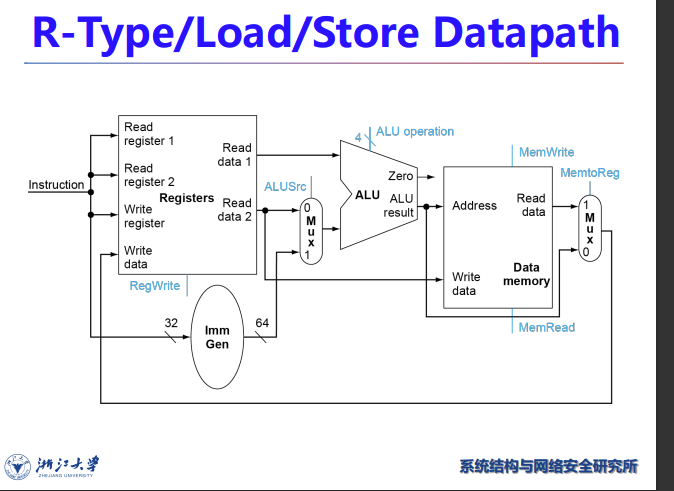 R-Type/Load/Store Datapath
Instruction
Read
register 1
Read
register 2
Write
register
Write
data
Registers
Read
data 1
Read
data 2
RegWrite
32
Imm
Gen
64
ALUSrc
0
M
u
x
1
4
ALU operation
Zero
ALU
ALU
result
MemWrite
Address
Read
data
Write
data
Data
memory
MemRead
MemtoReg
1
M
u
x
0
浙江大学
ZHEJIANG UNIVERSITY
系统结构与网络安全研究所